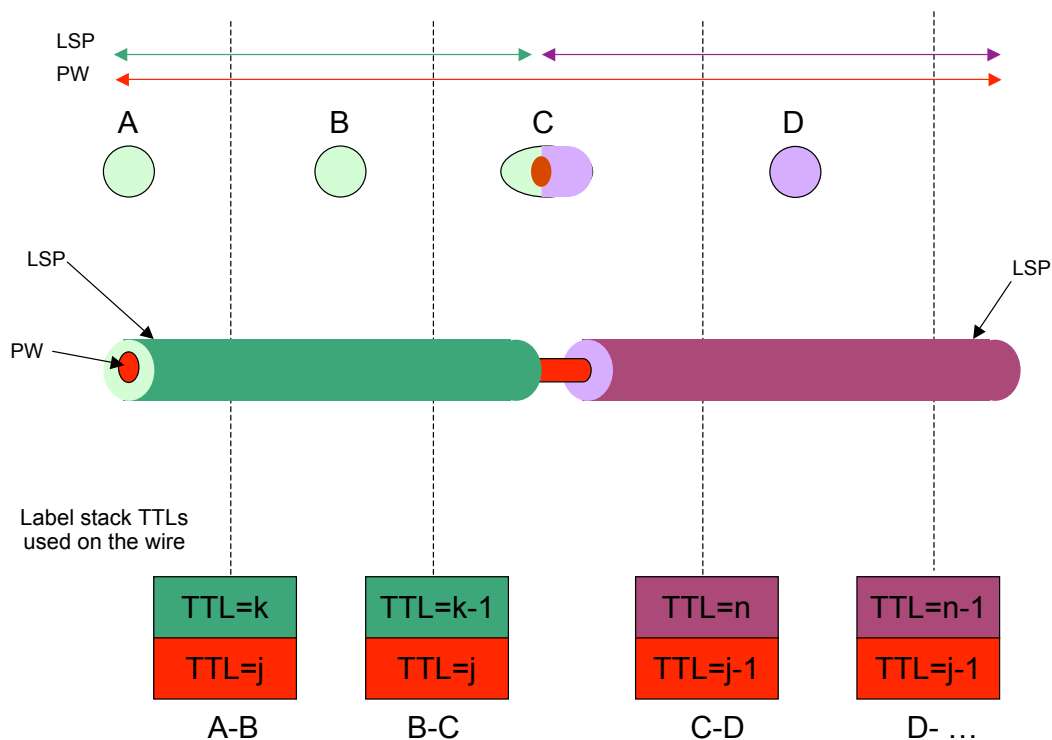 LSP
PW
A
B
C
D
LSP
LSP
PW
Label stack TTLs
used on the wire
TTL=k
TTL=k-1
TTL=n
TTL=n-1
TTL=j
TTL=j
TTL=j-1
TTL=j-1
A-B
B-C
C-D
D- …